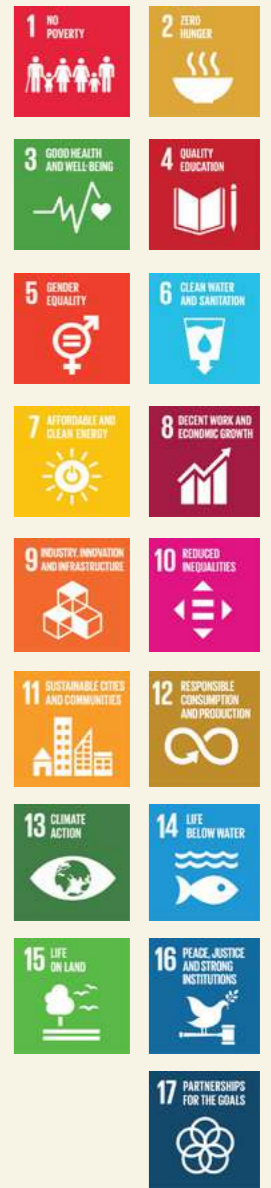 1 NO
POVERTY
2 ZERO
HUNGER
3 GOOD HEALTH
AND WELL-BEING
4 QUALITY
EDUCATION
5 GENDER
EQUALITY
6 CLEAN WATER
AND SANITATION
7 AFFORDABLE AND
CLEAN ENERGY
8 DECENT WORK AND
ECONOMIC GROWTH
9 INDUSTRY, INNOVATION
AND INFRASTRUCTURE
10 REDUCED
INEQUALITIES
11 SUSTAINABLE CITIES
AND COMMUNITIES
12 RESPONSIBLE
CONSUMPTION
AND PRODUCTION
13 CLIMATE
ACTION
14 LIFE
BELOW WATER
15 LIFE
ON LAND
16 PEACE, JUSTICE
AND STRONG
INSTITUTIONS
17 PARTNERSHIPS
FOR THE GOALS